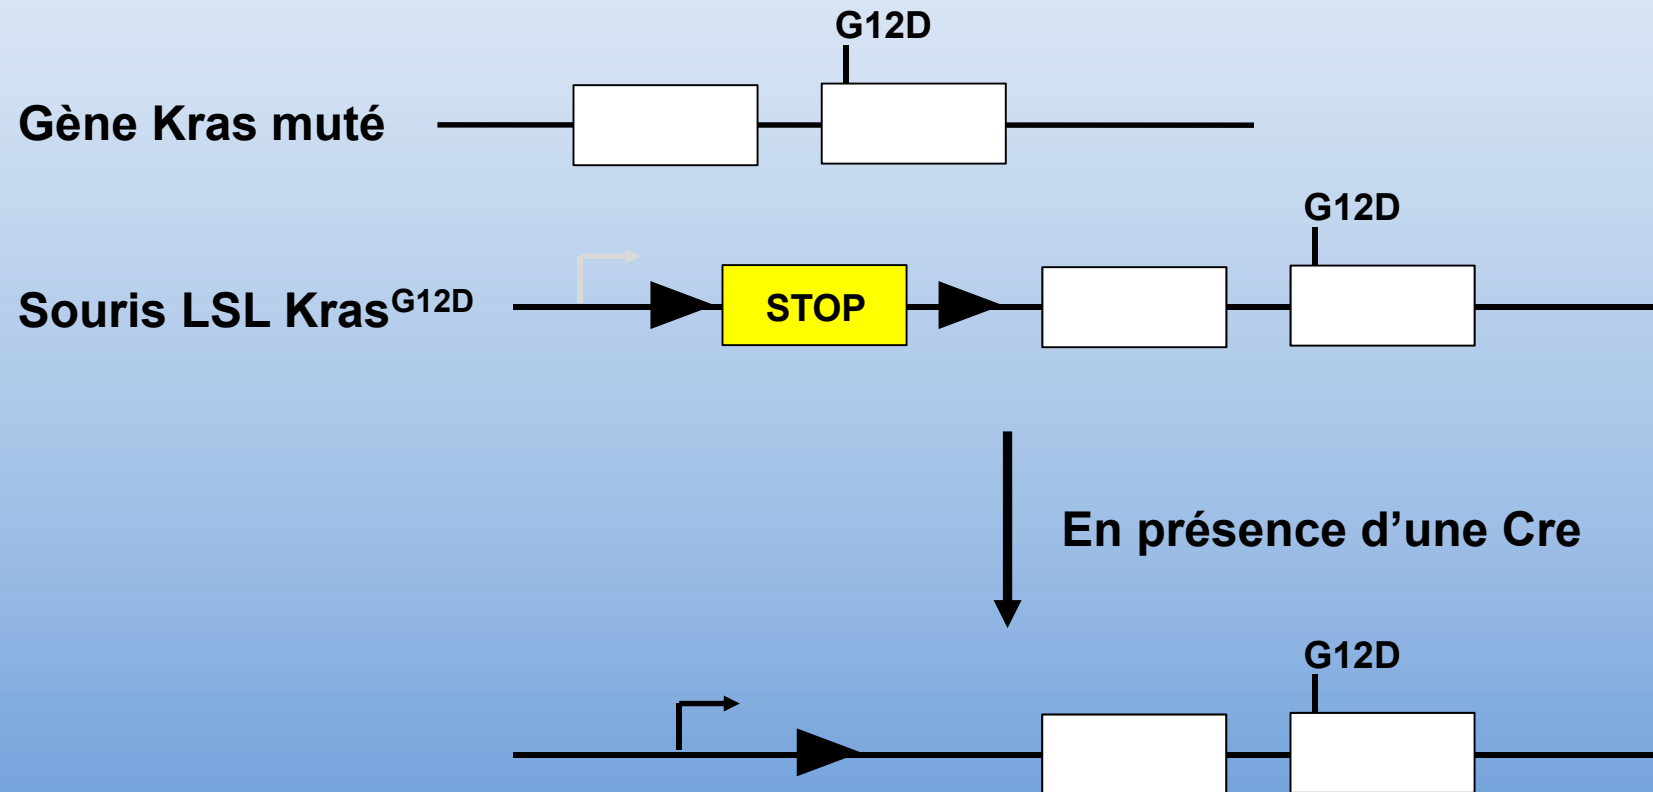 G12D
Gène Kras muté
G12D
Souris LSL Kras^G12D
STOP
En présence d’une Cre
G12D